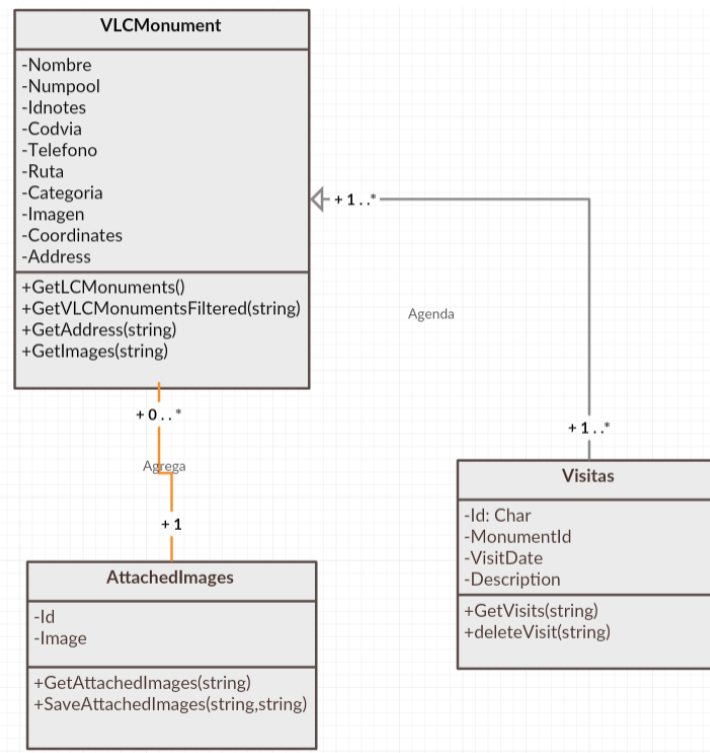 VLCMonument
-Nombre
-Numpool
-Idnotes
-Codvia
-Telefono
-Ruta
-Categoria
-Imagen
-Coordinates
-Address
+GetLCMonuments()
+GetVLCMonumentsFiltered(string)
+GetAddress(string)
+GetImages(string)
+ 1 . .*
Agenda
+ 1 . .*
+ 0 . . *
Agrega
+ 1
AttachedImages
-Id
-Image
+GetAttachedImages(string)
+SaveAttachedImages(string,string)
Visitas
-Id: Char
-MonumentId
-VisitDate
-Description
+GetVisits(string)
+deleteVisit(string)